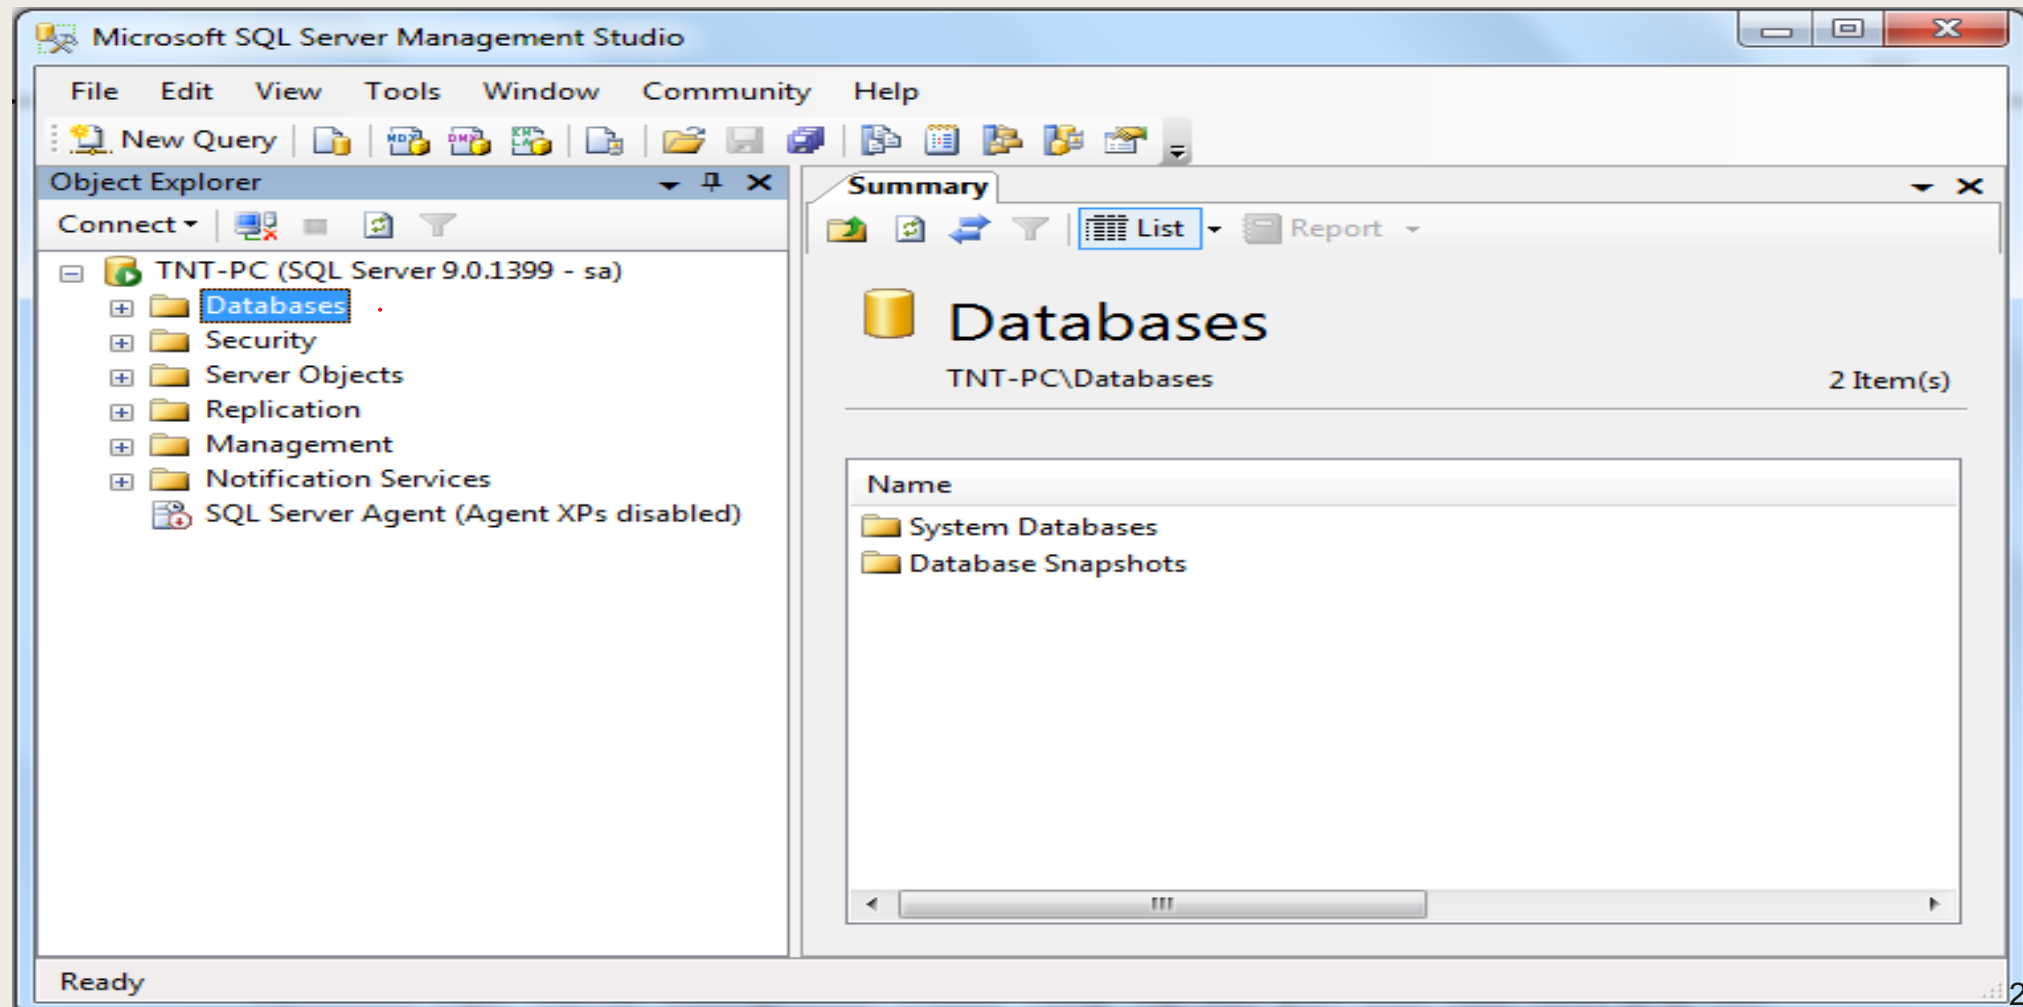 Microsoft SQL Server Management Studio
File Edit View Tools Window Community Help
New Query
Object Explorer
Connect
TNT-PC (SQL Server 9.0.1399 - sa)
Databases
Security
Server Objects
Replication
Management
Notification Services
SQL Server Agent (Agent XPs disabled)
Summary
List Report
Databases
TNT-PC\Databases 2 Item(s)
Name
System Databases
Database Snapshots
Ready
2